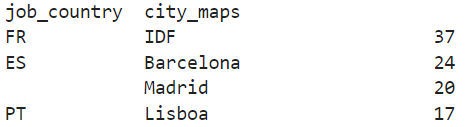 job_country city_maps
FR IDF 37
ES Barcelona 24
Madrid 20
PT Lisboa 17